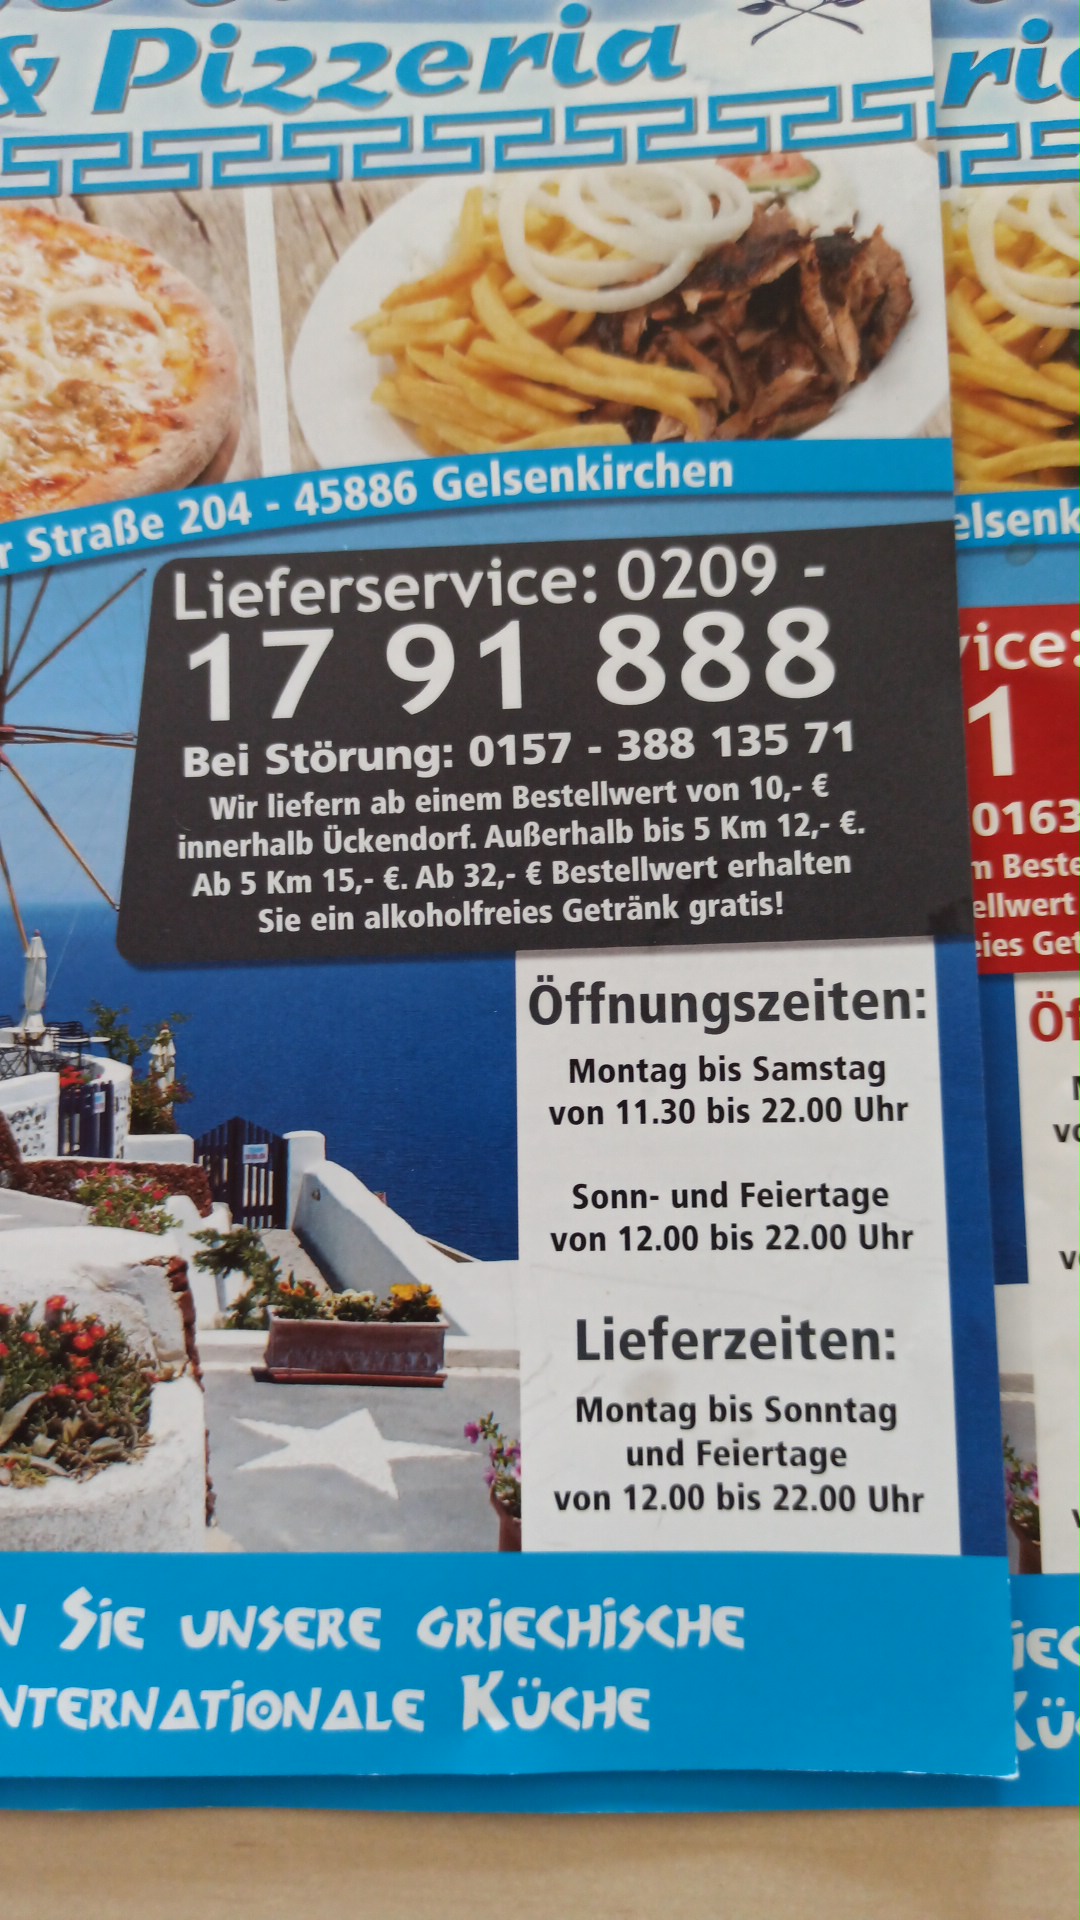 & Pizzeria
Straße 204 - 45886 Gelsenkirchen
Lieferservice: 0209 -
17 91 888
Bei Störung: 0157 - 388 135 71
Wir liefern ab einem Bestellwert von 10,- €
innerhalb Ückendorf. Außerhalb bis 5 Km 12,- €.
Ab 5 Km 15,- €. Ab 32,- € Bestellwert erhalten
Sie ein alkoholfreies Getränk gratis!
Öffnungszeiten:
Montag bis Samstag
von 11.30 bis 22.00 Uhr
Sonn- und Feiertage
von 12.00 bis 22.00 Uhr
Lieferzeiten:
Montag bis Sonntag
und Feiertage
von 12.00 bis 22.00 Uhr
Sie unsere griechische
internationale Küche
1
0163